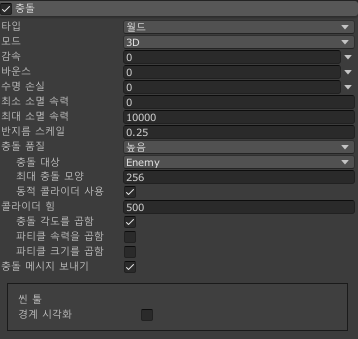 충돌
타입 월드
모드 3D
감속 0
바운스 0
수명 손실 0
최소 소멸 속력 0
최대 소멸 속력 10000
반지름 스케일 0.25
충돌 품질 높음
충돌 대상 Enemy
최대 충돌 모양 256
동적 콜라이더 사용
콜라이더 힘 500
충돌 각도를 곱함
파티클 속력을 곱함
파티클 크기를 곱함
충돌 메시지 보내기
씬 툴
경계 시각화